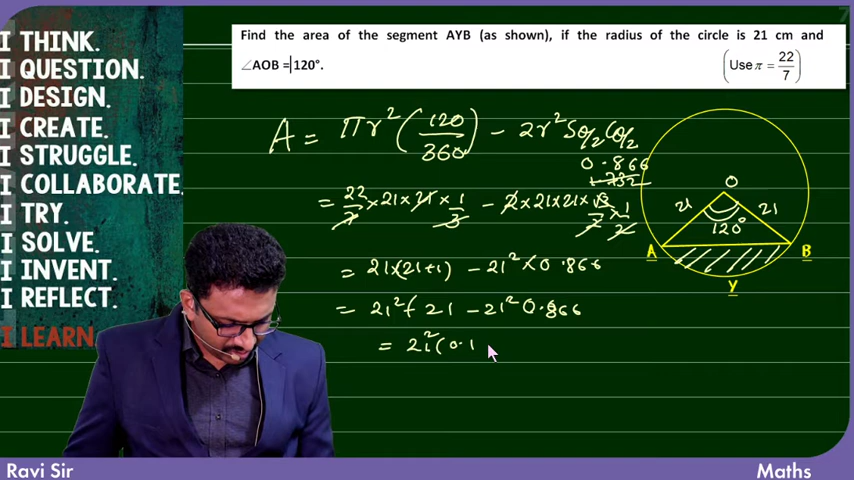 I THINK.
I QUESTION.
I DESIGN.
I CREATE.
I STRUGGLE.
I COLLABORATE.
I TRY.
I SOLVE.
I INVENT.
I REFLECT.
I LEARN.
Find the area of the segment AYB (as shown), if the radius of the circle is 21 cm and
∠AOB = 120°.
(Use π = 22/7)
A = πr² (120/360) - 2r²
0.866
1.732
= 22/7 × 21 × 21 × 1/3 - 2 × 21 × 21 × √3/2 × 1/2
= 21 × (21+1) - 21² × 0.866
= 21² + 21 - 21² 0.866
= 21² (0.1
O
21
21
120°
A
B
Y
Ravi Sir
Maths